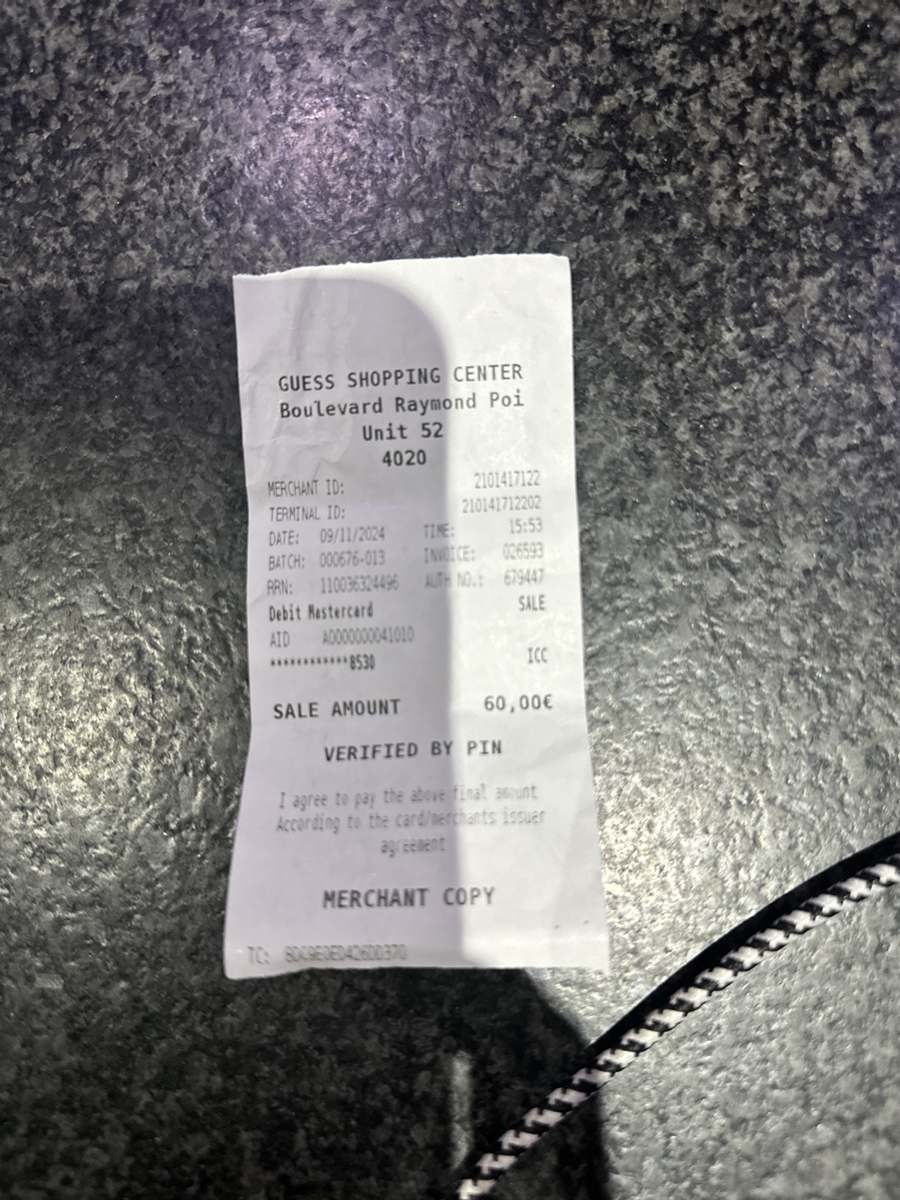 GUESS SHOPPING CENTER
Boulevard Raymond Poi
Unit 52
4020
MERCHANT ID: 2101417122
TERMINAL ID: 210141712202
DATE: 09/11/2024 TIME: 15:53
BATCH: 000676-013 INVOICE: 026593
RRN: 110036324496 AUTH NO.: 679447
Debit Mastercard SALE
AID A0000000041010
************8530 ICC
SALE AMOUNT 60,00€
VERIFIED BY PIN
I agree to pay the above final amount
According to the card/merchants issuer
agreement
MERCHANT COPY
TC: